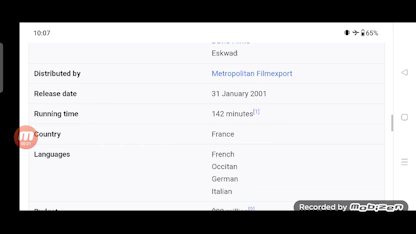 10:07
65%
Eskwad
Distributed by Metropolitan Filmexport
Release date 31 January 2001
Running time 142 minutes[1]
Country France
Languages French
Occitan
German
Italian
Recorded by Mobizen